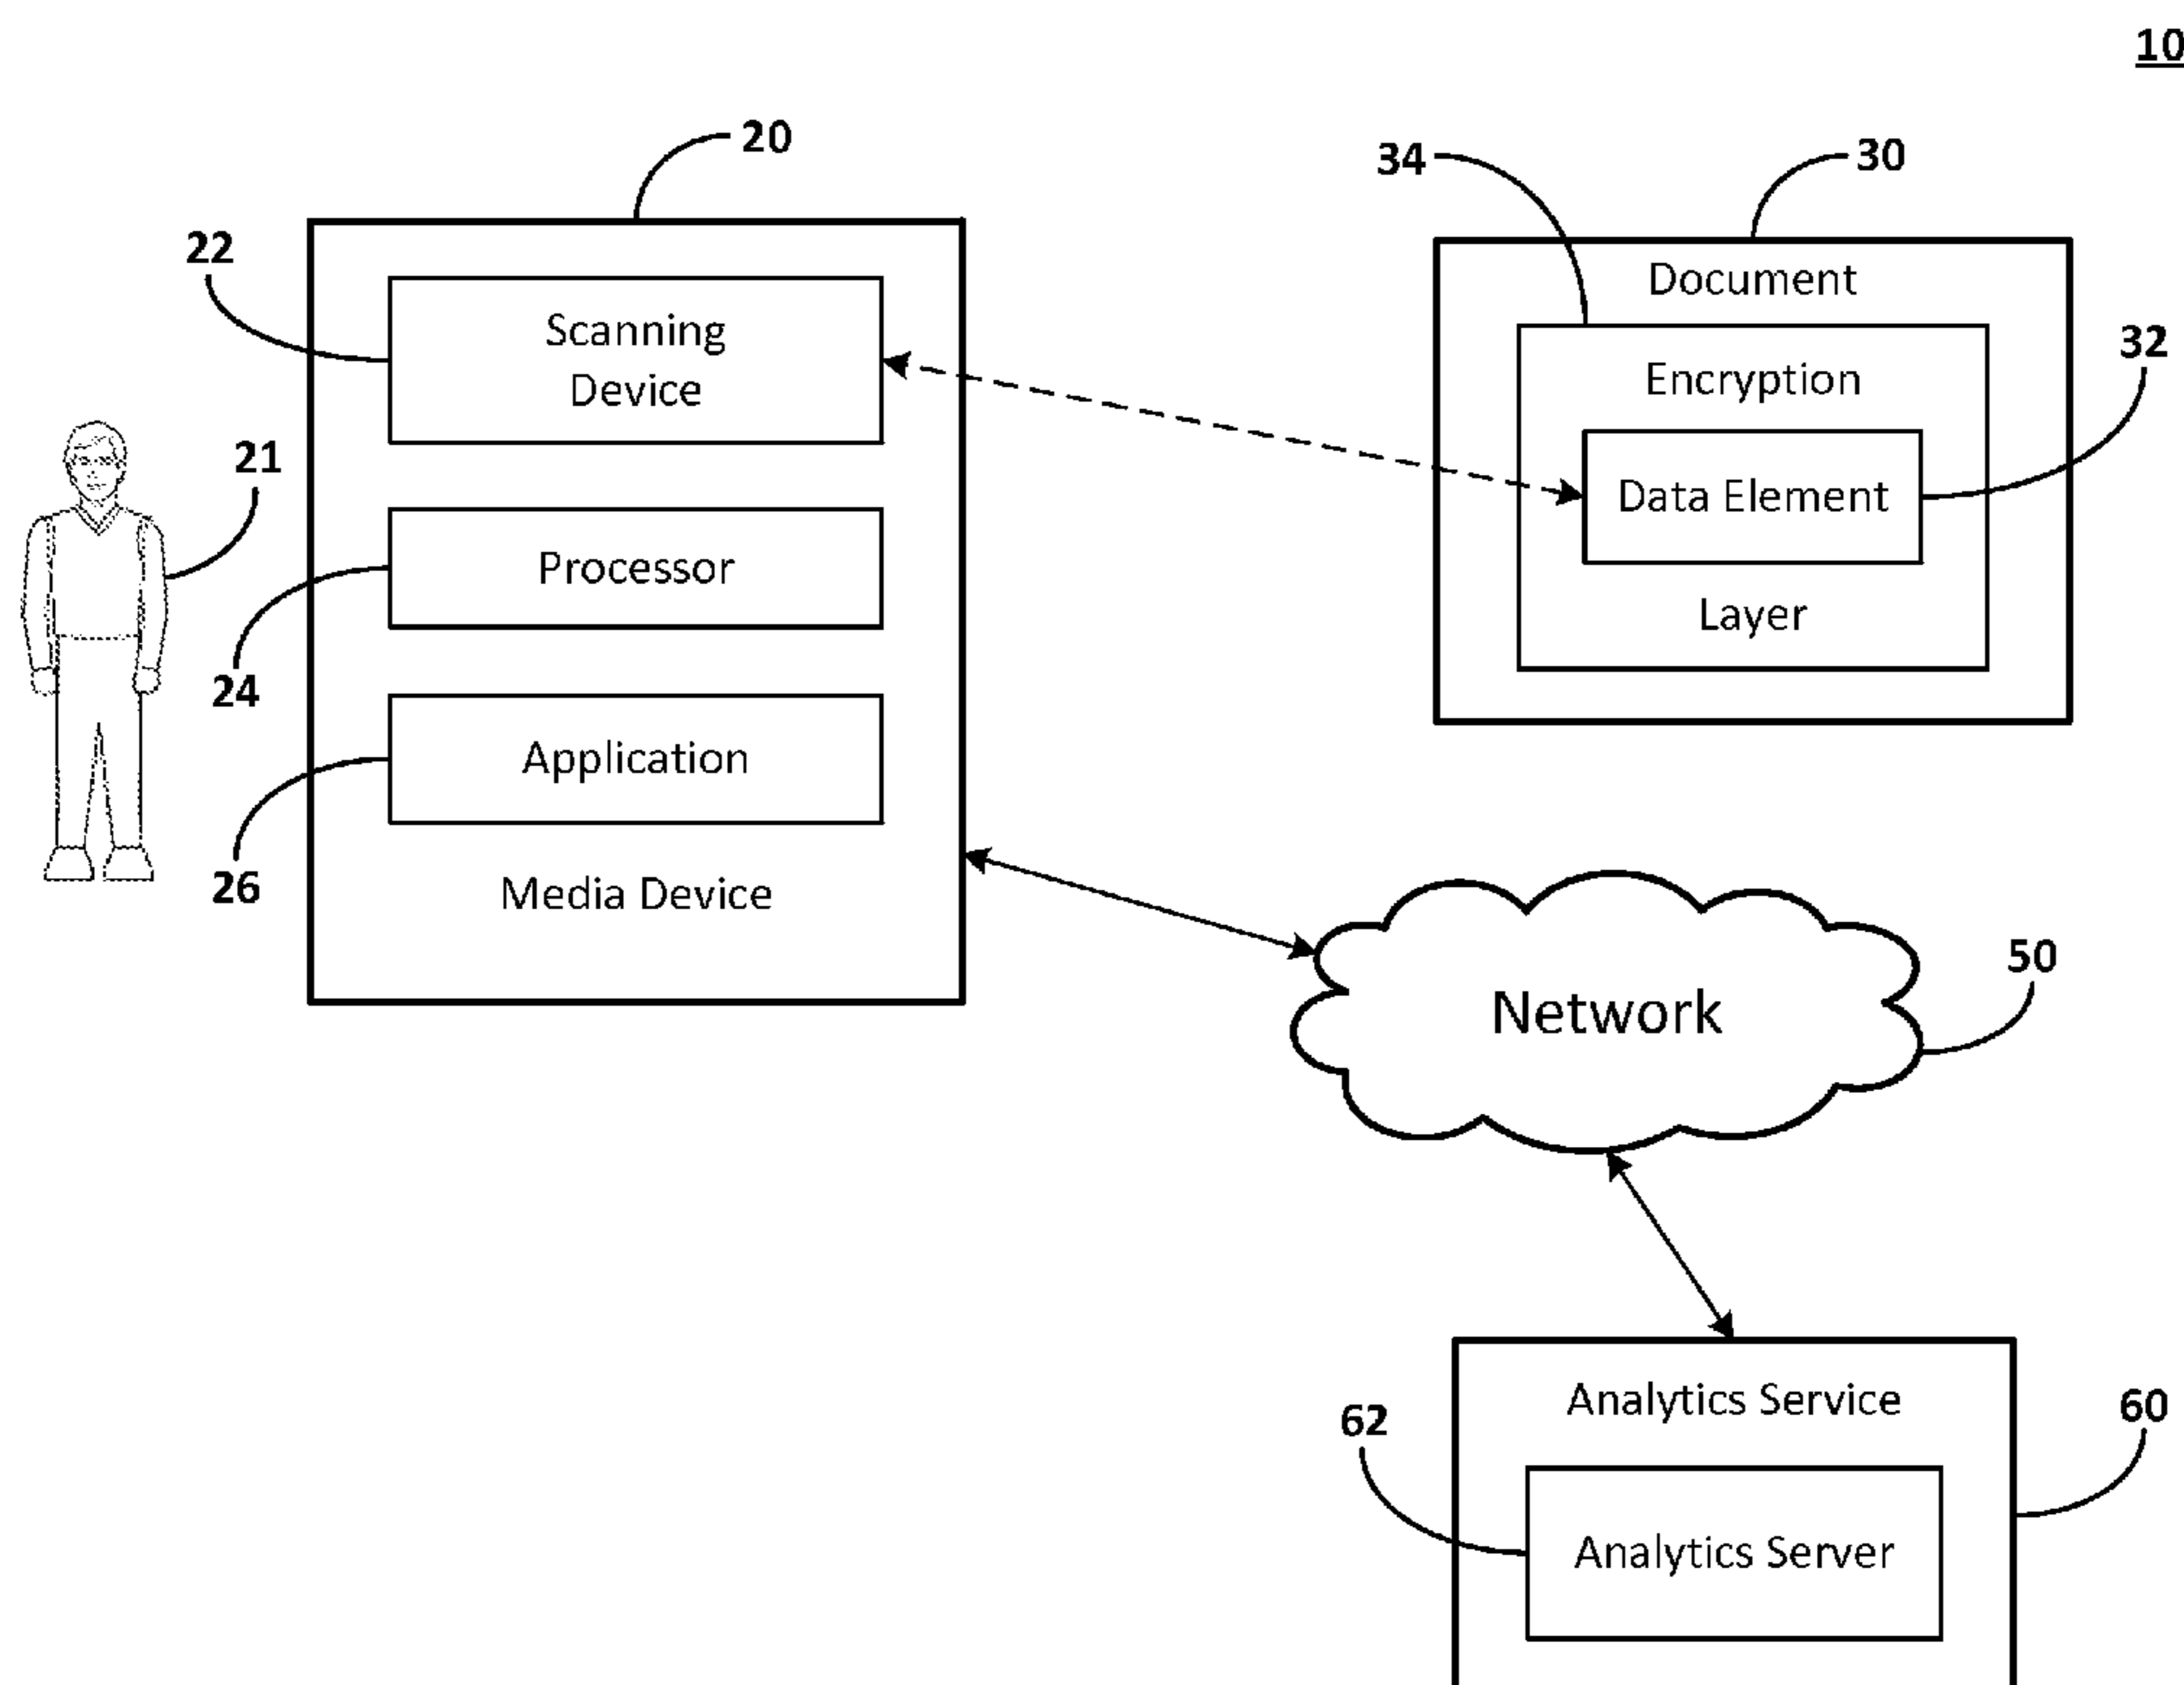 10
20
34
30
22
Document
Scanning
Device
32
Encryption
21
Data Element
Processor
Layer
24
Application
26
Media Device
50
Network
Analytics Service
60
62
Analytics Server